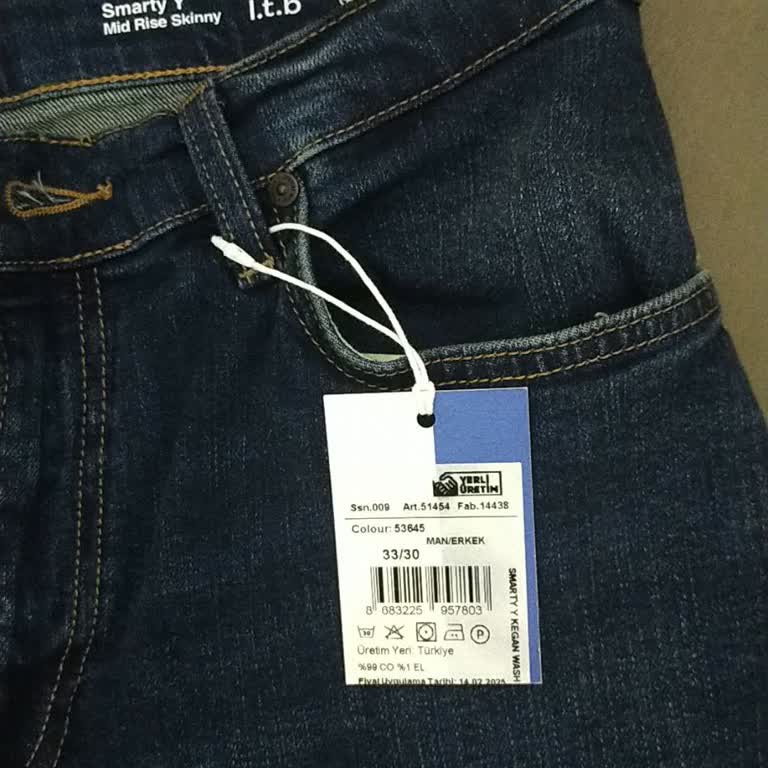 Smarty Y
Mid Rise Skinny
l.t.b
YERLİ
ÜRETİM
Ssn.009 Art.51454 Fab.14438
Colour: 53645
MAN/ERKEK
33/30
8 683225 957803
SMARTY Y KEGAN WASH
30
P
Üretim Yeri: Türkiye
%99 CO %1 EL
Fiyat Uygulama Tarihi: 14.02.2025